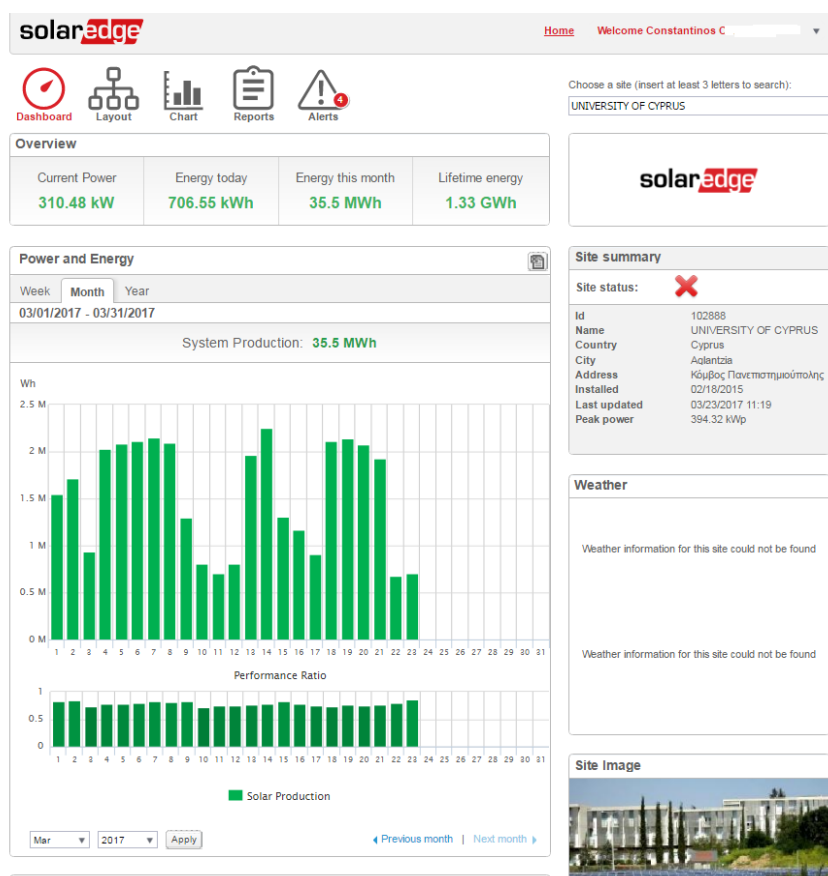 solaredge
Home Welcome Constantinos C
Dashboard Layout Chart Reports Alerts
4
Choose a site (insert at least 3 letters to search):
UNIVERSITY OF CYPRUS
Overview
Current Power Energy today Energy this month Lifetime energy
310.48 kW 706.55 kWh 35.5 MWh 1.33 GWh
solaredge
Power and Energy
Week Month Year
03/01/2017 - 03/31/2017
System Production: 35.5 MWh
Wh
2.5 M
2 M
1.5 M
1 M
0.5 M
0 M
1 2 3 4 5 6 7 8 9 10 11 12 13 14 15 16 17 18 19 20 21 22 23 24 25 26 27 28 29 30 31
Performance Ratio
1
0.5
0
1 2 3 4 5 6 7 8 9 10 11 12 13 14 15 16 17 18 19 20 21 22 23 24 25 26 27 28 29 30 31
Solar Production
Mar 2017 Apply Previous month | Next month
Site summary
Site status:
Id 102888
Name UNIVERSITY OF CYPRUS
Country Cyprus
City Aglantzia
Address Κόμβος Πανεπιστημιούπολης
Installed 02/18/2015
Last updated 03/23/2017 11:19
Peak power 394.32 kWp
Weather
Weather information for this site could not be found
Weather information for this site could not be found
Site Image